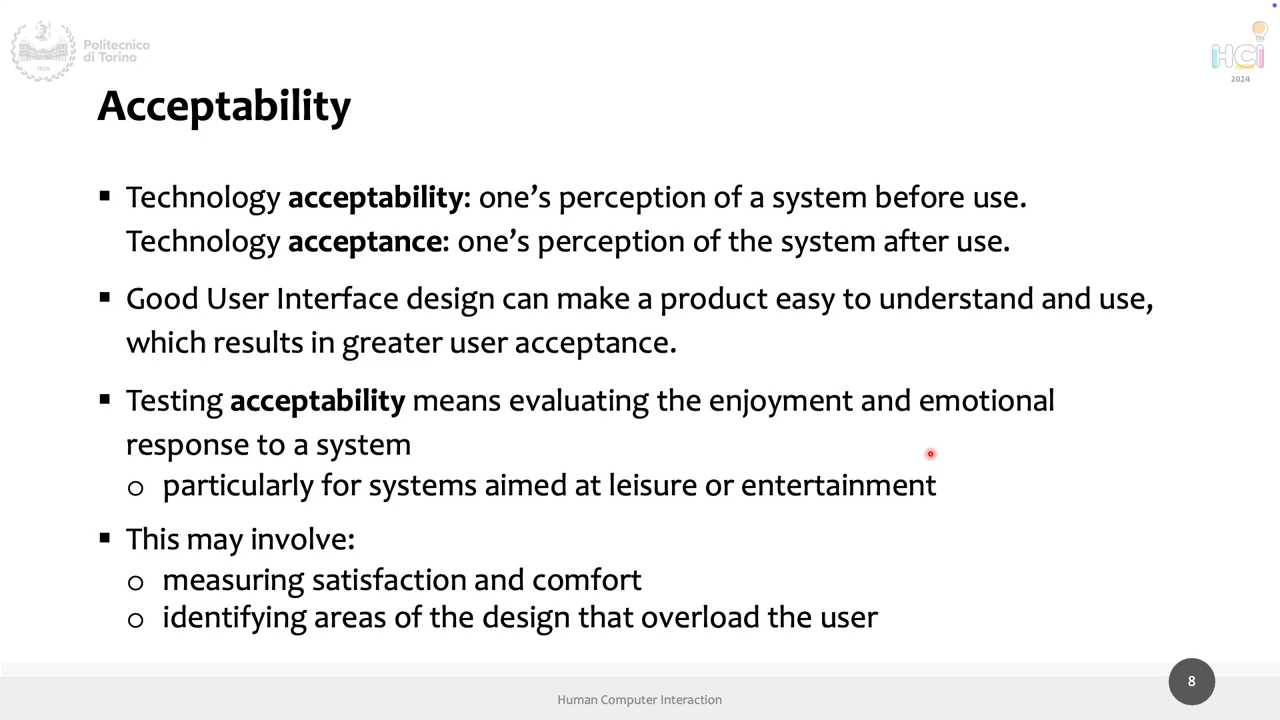 Politecnico
di Torino
1859
HCI
2024
Acceptability
▪ Technology acceptability: one’s perception of a system before use.
Technology acceptance: one’s perception of the system after use.
▪ Good User Interface design can make a product easy to understand and use,
which results in greater user acceptance.
▪ Testing acceptability means evaluating the enjoyment and emotional
response to a system
o particularly for systems aimed at leisure or entertainment
▪ This may involve:
o measuring satisfaction and comfort
o identifying areas of the design that overload the user
Human Computer Interaction
8